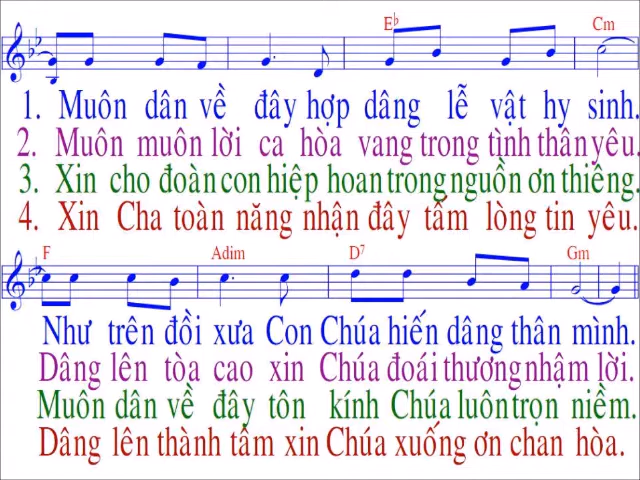 E♭ Cm
1. Muôn dân về đây hợp dâng lễ vật hy sinh.
2. Muôn muôn lời ca hòa vang trong tình thân yêu.
3. Xin cho đoàn con hiệp hoan trong nguồn ơn thiêng.
4. Xin Cha toàn năng nhận đây tấm lòng tin yêu.
F Adim D7 Gm
Như trên đồi xưa Con Chúa hiến dâng thân mình.
Dâng lên tòa cao xin Chúa đoái thương nhậm lời.
Muôn dân về đây tôn kính Chúa luôn trọn niềm.
Dâng lên thành tâm xin Chúa xuống ơn chan hòa.